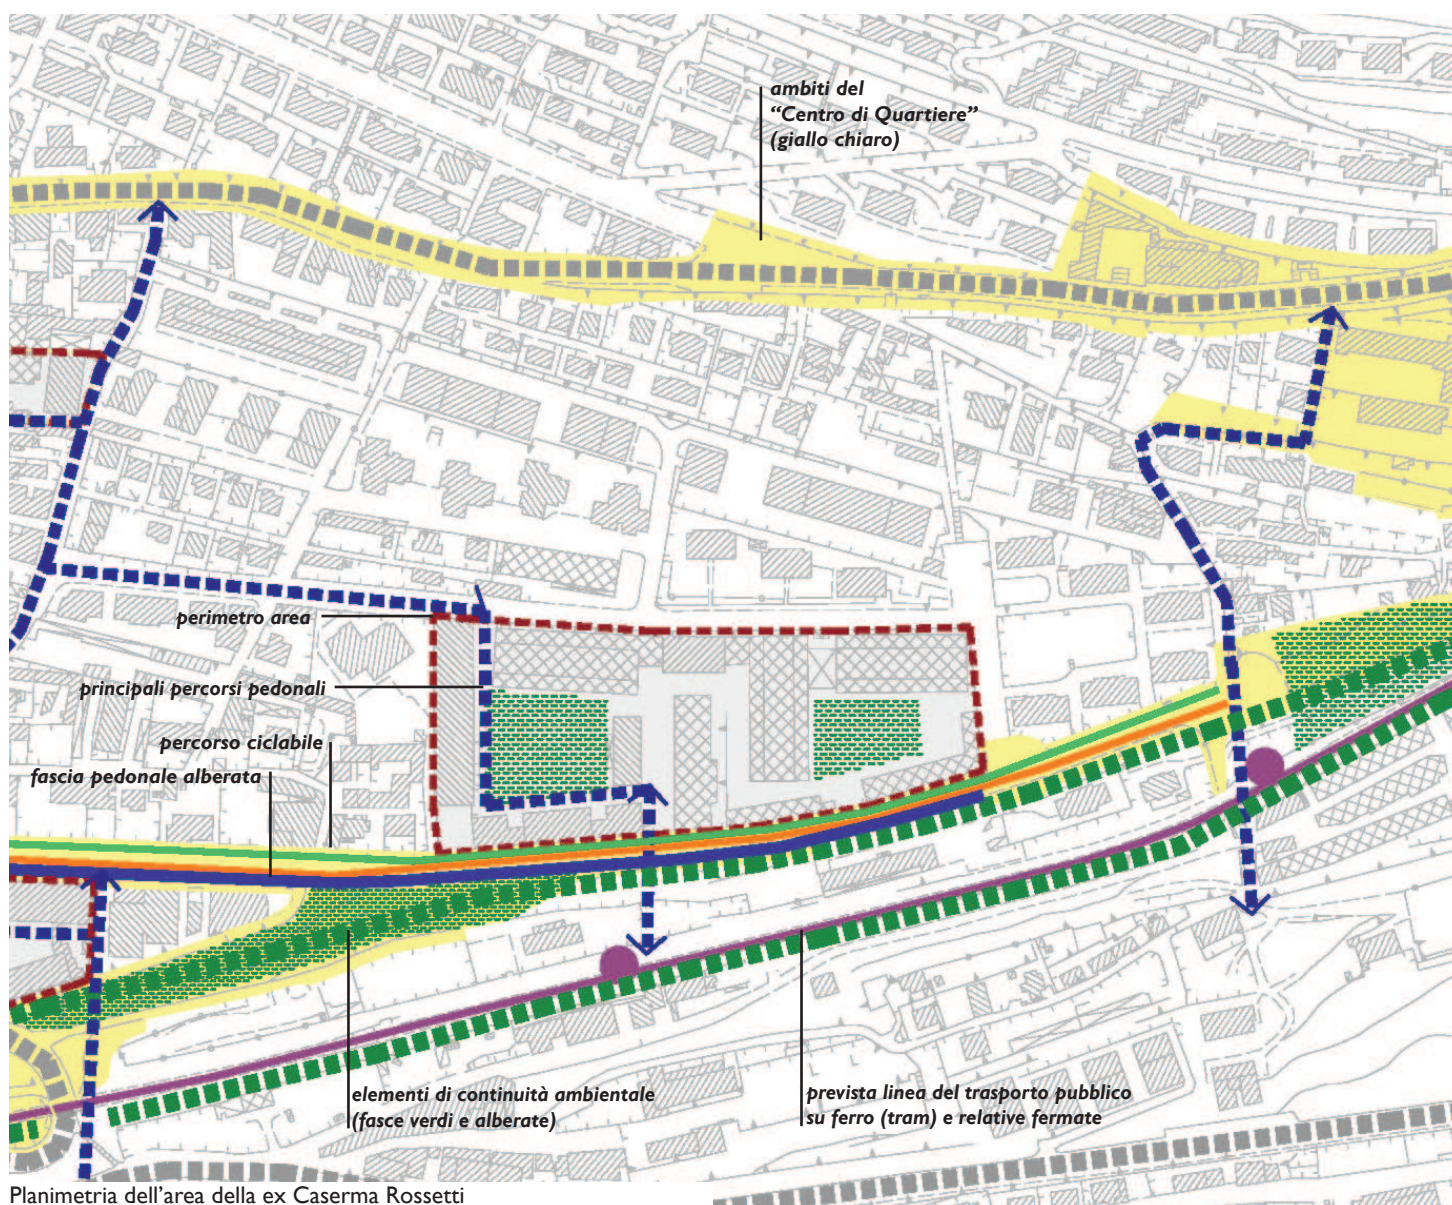 ambiti del
“Centro di Quartiere”
(giallo chiaro)
perimetro area
principali percorsi pedonali
percorso ciclabile
fascia pedonale alberata
elementi di continuità ambientale
(fasce verdi e alberate)
prevista linea del trasporto pubblico
su ferro (tram) e relative fermate
Planimetria dell’area della ex Caserma Rossetti